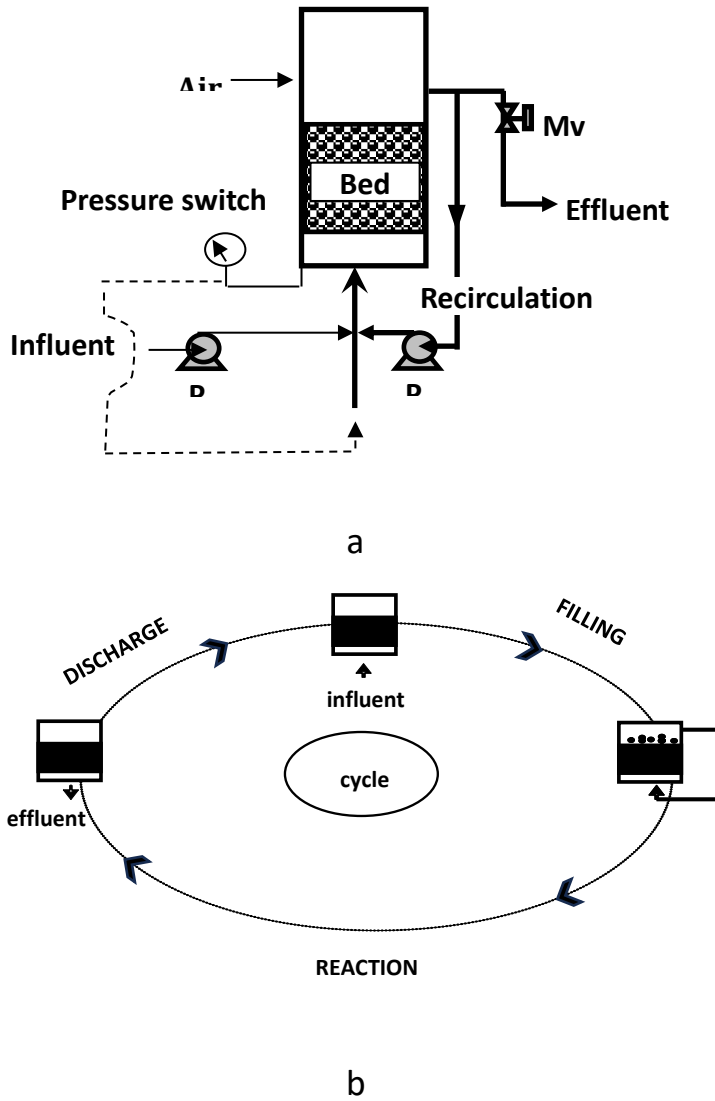 Air
Mv
Bed
Pressure switch
Effluent
Recirculation
Influent
P
P
a
DISCHARGE
FILLING
influent
cycle
effluent
REACTION
b